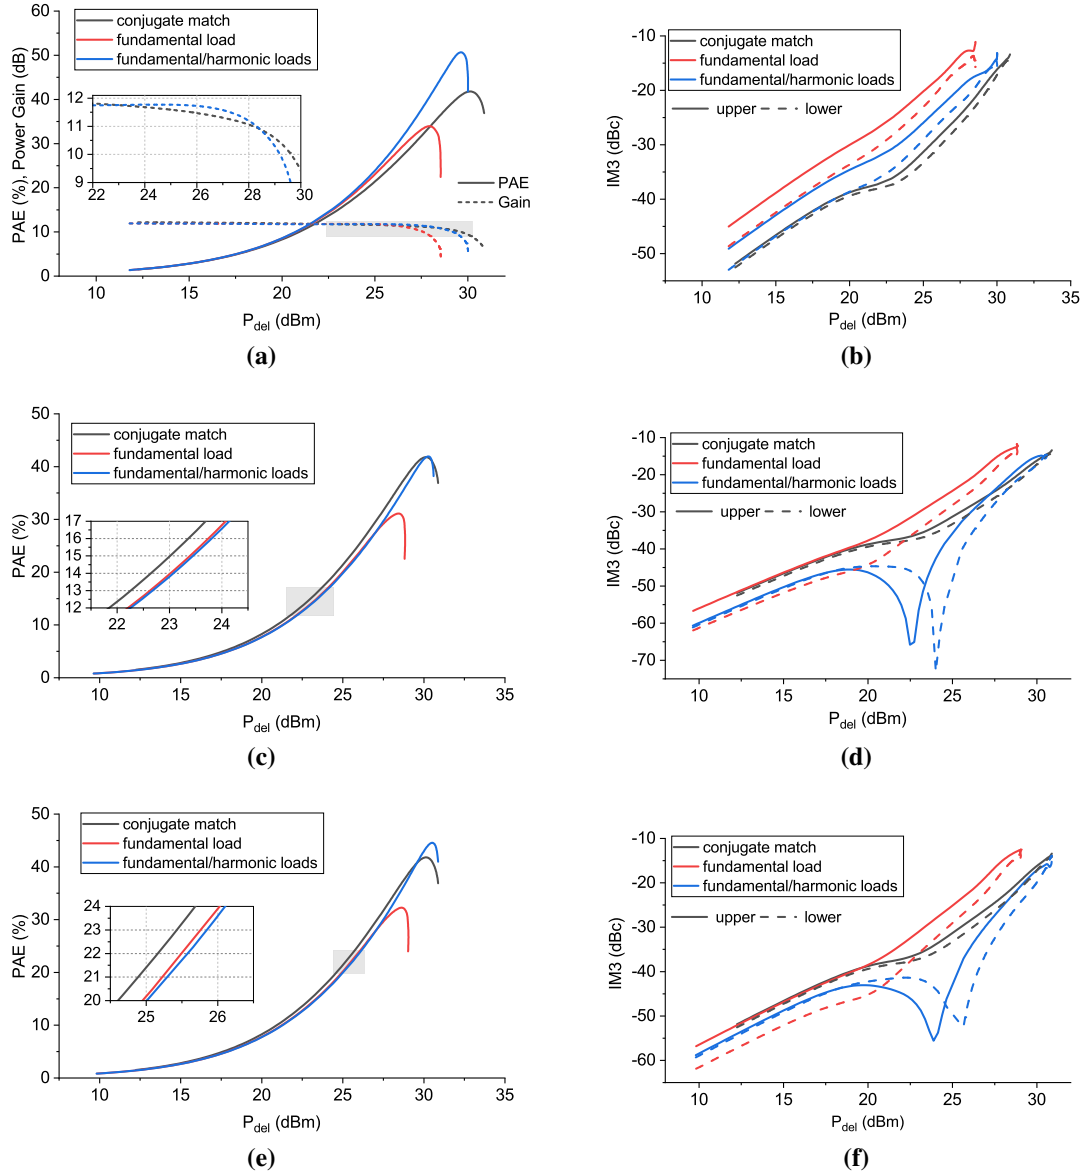 conjugate match
fundamental load
fundamental/harmonic loads
PAE (%), Power Gain (dB)
60
50
40
30
20
10
0
12
11
10
9
22 24 26 28 30
PAE
Gain
10 15 20 25 30
P_del (dBm)
(a)
conjugate match
fundamental load
fundamental/harmonic loads
upper lower
IM3 (dBc)
-10
-20
-30
-40
-50
10 15 20 25 30 35
P_del (dBm)
(b)
conjugate match
fundamental load
fundamental/harmonic loads
PAE (%)
50
40
30
20
10
0
17
16
15
14
13
12
22 23 24
10 15 20 25 30 35
P_del (dBm)
(c)
conjugate match
fundamental load
fundamental/harmonic loads
upper lower
IM3 (dBc)
-10
-20
-30
-40
-50
-60
-70
10 15 20 25 30
P_del (dBm)
(d)
conjugate match
fundamental load
fundamental/harmonic loads
PAE (%)
50
40
30
20
10
0
24
23
22
21
20
25 26
10 15 20 25 30 35
P_del (dBm)
(e)
conjugate match
fundamental load
fundamental/harmonic loads
upper lower
IM3 (dBc)
-10
-20
-30
-40
-50
-60
10 15 20 25 30
P_del (dBm)
(f)